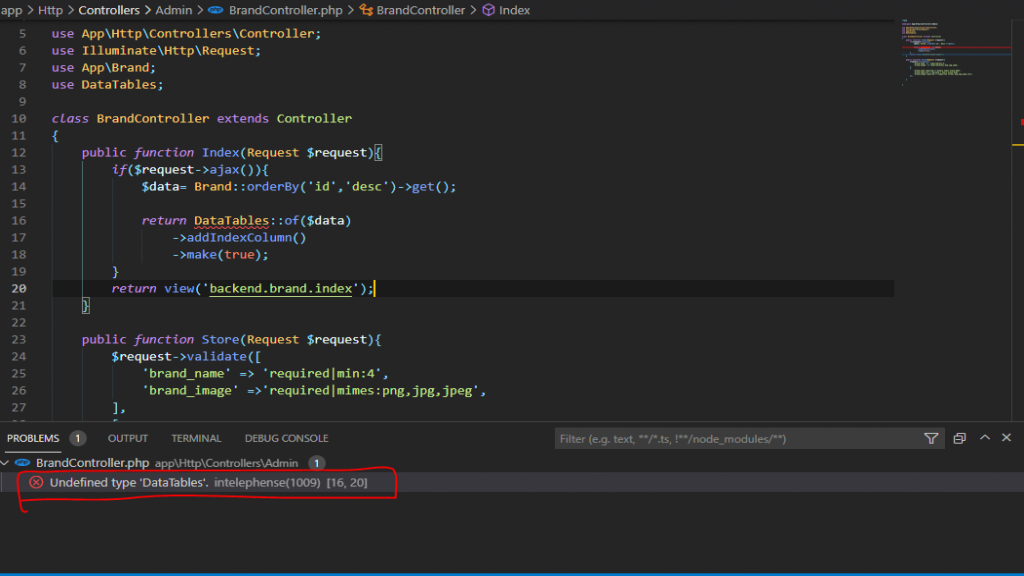 app > Http > Controllers > Admin > BrandController.php > BrandController > Index
5 use App\Http\Controllers\Controller;
6 use Illuminate\Http\Request;
7 use App\Brand;
8 use DataTables;
9
10 class BrandController extends Controller
11 {
12 public function Index(Request $request){
13 if($request->ajax()){
14 $data= Brand::orderBy('id','desc')->get();
15
16 return DataTables::of($data)
17 ->addIndexColumn()
18 ->make(true);
19 }
20 return view('backend.brand.index');
21 }
22
23 public function Store(Request $request){
24 $request->validate([
25 'brand_name' => 'required|min:4',
26 'brand_image' =>'required|mimes:png,jpg,jpeg',
27 ],
PROBLEMS 1 OUTPUT TERMINAL DEBUG CONSOLE Filter (e.g. text, **/*.ts, !**/node_modules/**)
BrandController.php app\Http\Controllers\Admin 1
Undefined type 'DataTables'. intelephense(1009) [16, 20]